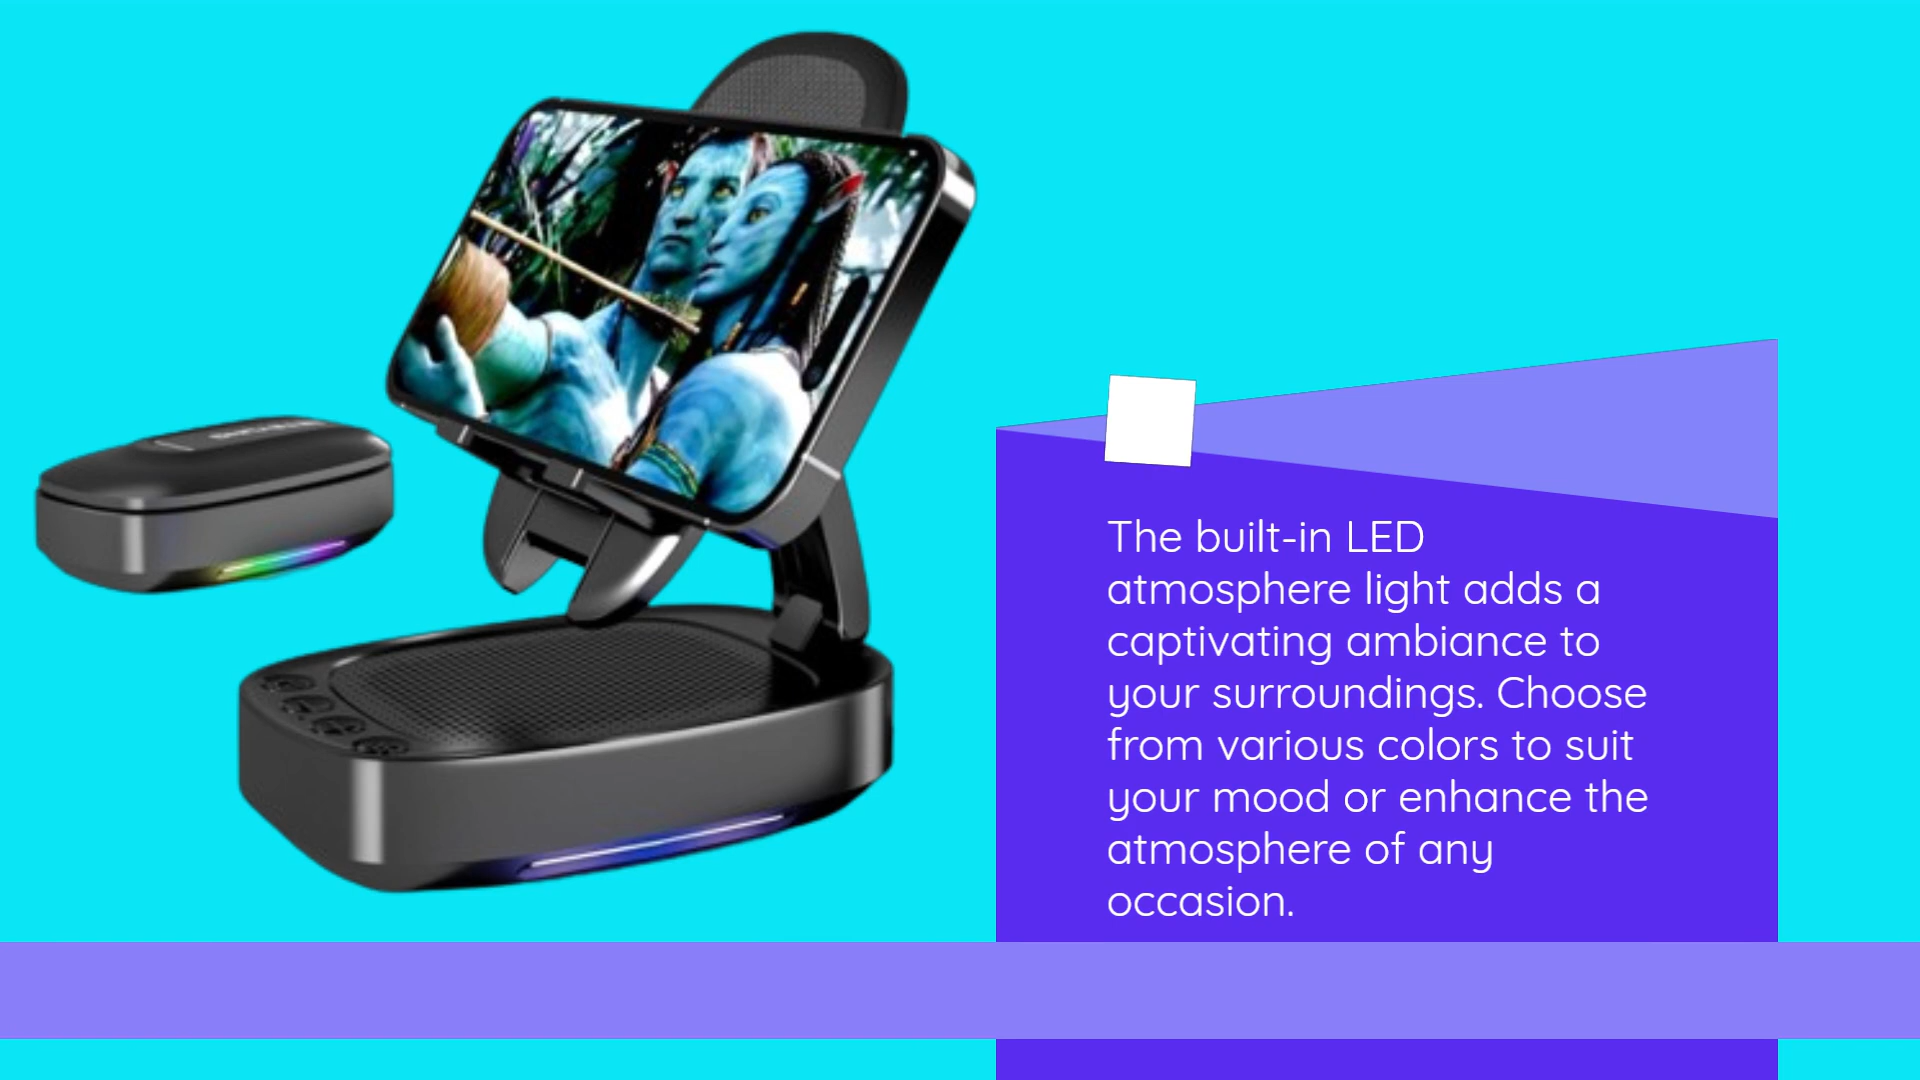 The built-in LED
atmosphere light adds a
captivating ambiance to
your surroundings. Choose
from various colors to suit
your mood or enhance the
atmosphere of any
occasion.